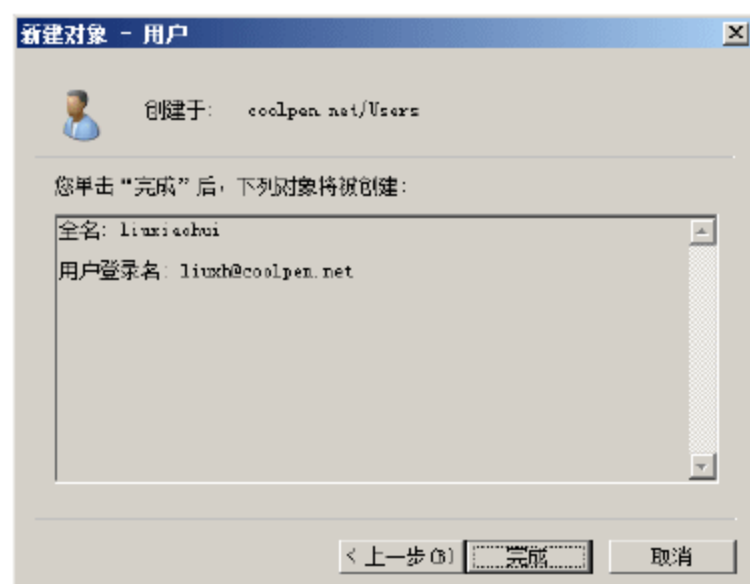 新建对象 - 用户
创建于: coolpen.net/Users
您单击“完成”后，下列对象将被创建:
全名: liuxiaohui
用户登录名: liuxh@coolpen.net
< 上一步(B) 完成 取消